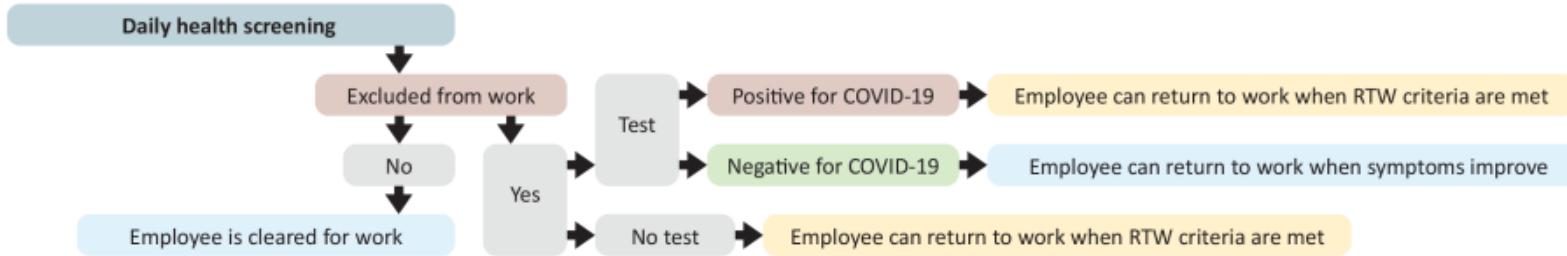 Daily health screening
Excluded from work
Positive for COVID-19
Employee can return to work when RTW criteria are met
Test
No
Negative for COVID-19
Employee can return to work when symptoms improve
Yes
Employee is cleared for work
No test
Employee can return to work when RTW criteria are met